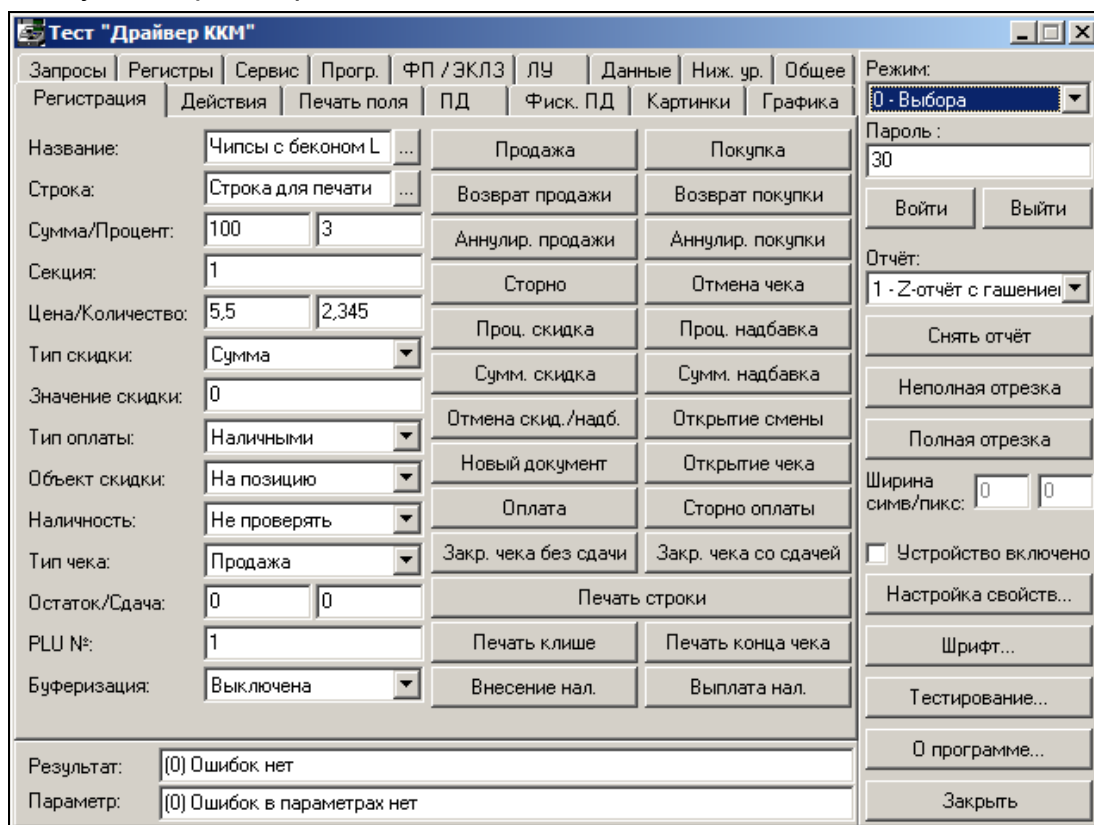 Тест "Драйвер ККМ"
Запросы Регистры Сервис Прогр. ФП / ЭКЛЗ ЛУ Данные Ниж. ур. Общее
Регистрация Действия Печать поля ПД Фиск. ПД Картинки Графика
Название: Чипсы с беконом L ... Продажа Покупка
Строка: Строка для печати ... Возврат продажи Возврат покупки
Сумма/Процент: 100 3 Аннулир. продажи Аннулир. покупки
Секция: 1 Сторно Отмена чека
Цена/Количество: 5,5 2,345 Проц. скидка Проц. надбавка
Тип скидки: Сумма Сумм. скидка Сумм. надбавка
Значение скидки: 0 Отмена скид./надб. Открытие смены
Тип оплаты: Наличными Новый документ Открытие чека
Объект скидки: На позицию Оплата Сторно оплаты
Наличность: Не проверять Закр. чека без сдачи Закр. чека со сдачей
Тип чека: Продажа Печать строки
Остаток/Сдача: 0 0 Печать клише Печать конца чека
PLU №: 1 Внесение нал. Выплата нал.
Буферизация: Выключена
Режим:
0 - Выбора
Пароль :
30
Войти Выйти
Отчёт:
1 - Z-отчёт с гашением
Снять отчёт
Неполная отрезка
Полная отрезка
Ширина
симв/пикс: 0 0
Устройство включено
Настройка свойств...
Шрифт...
Тестирование...
О программе...
Закрыть
Результат: (0) Ошибок нет
Параметр: (0) Ошибок в параметрах нет